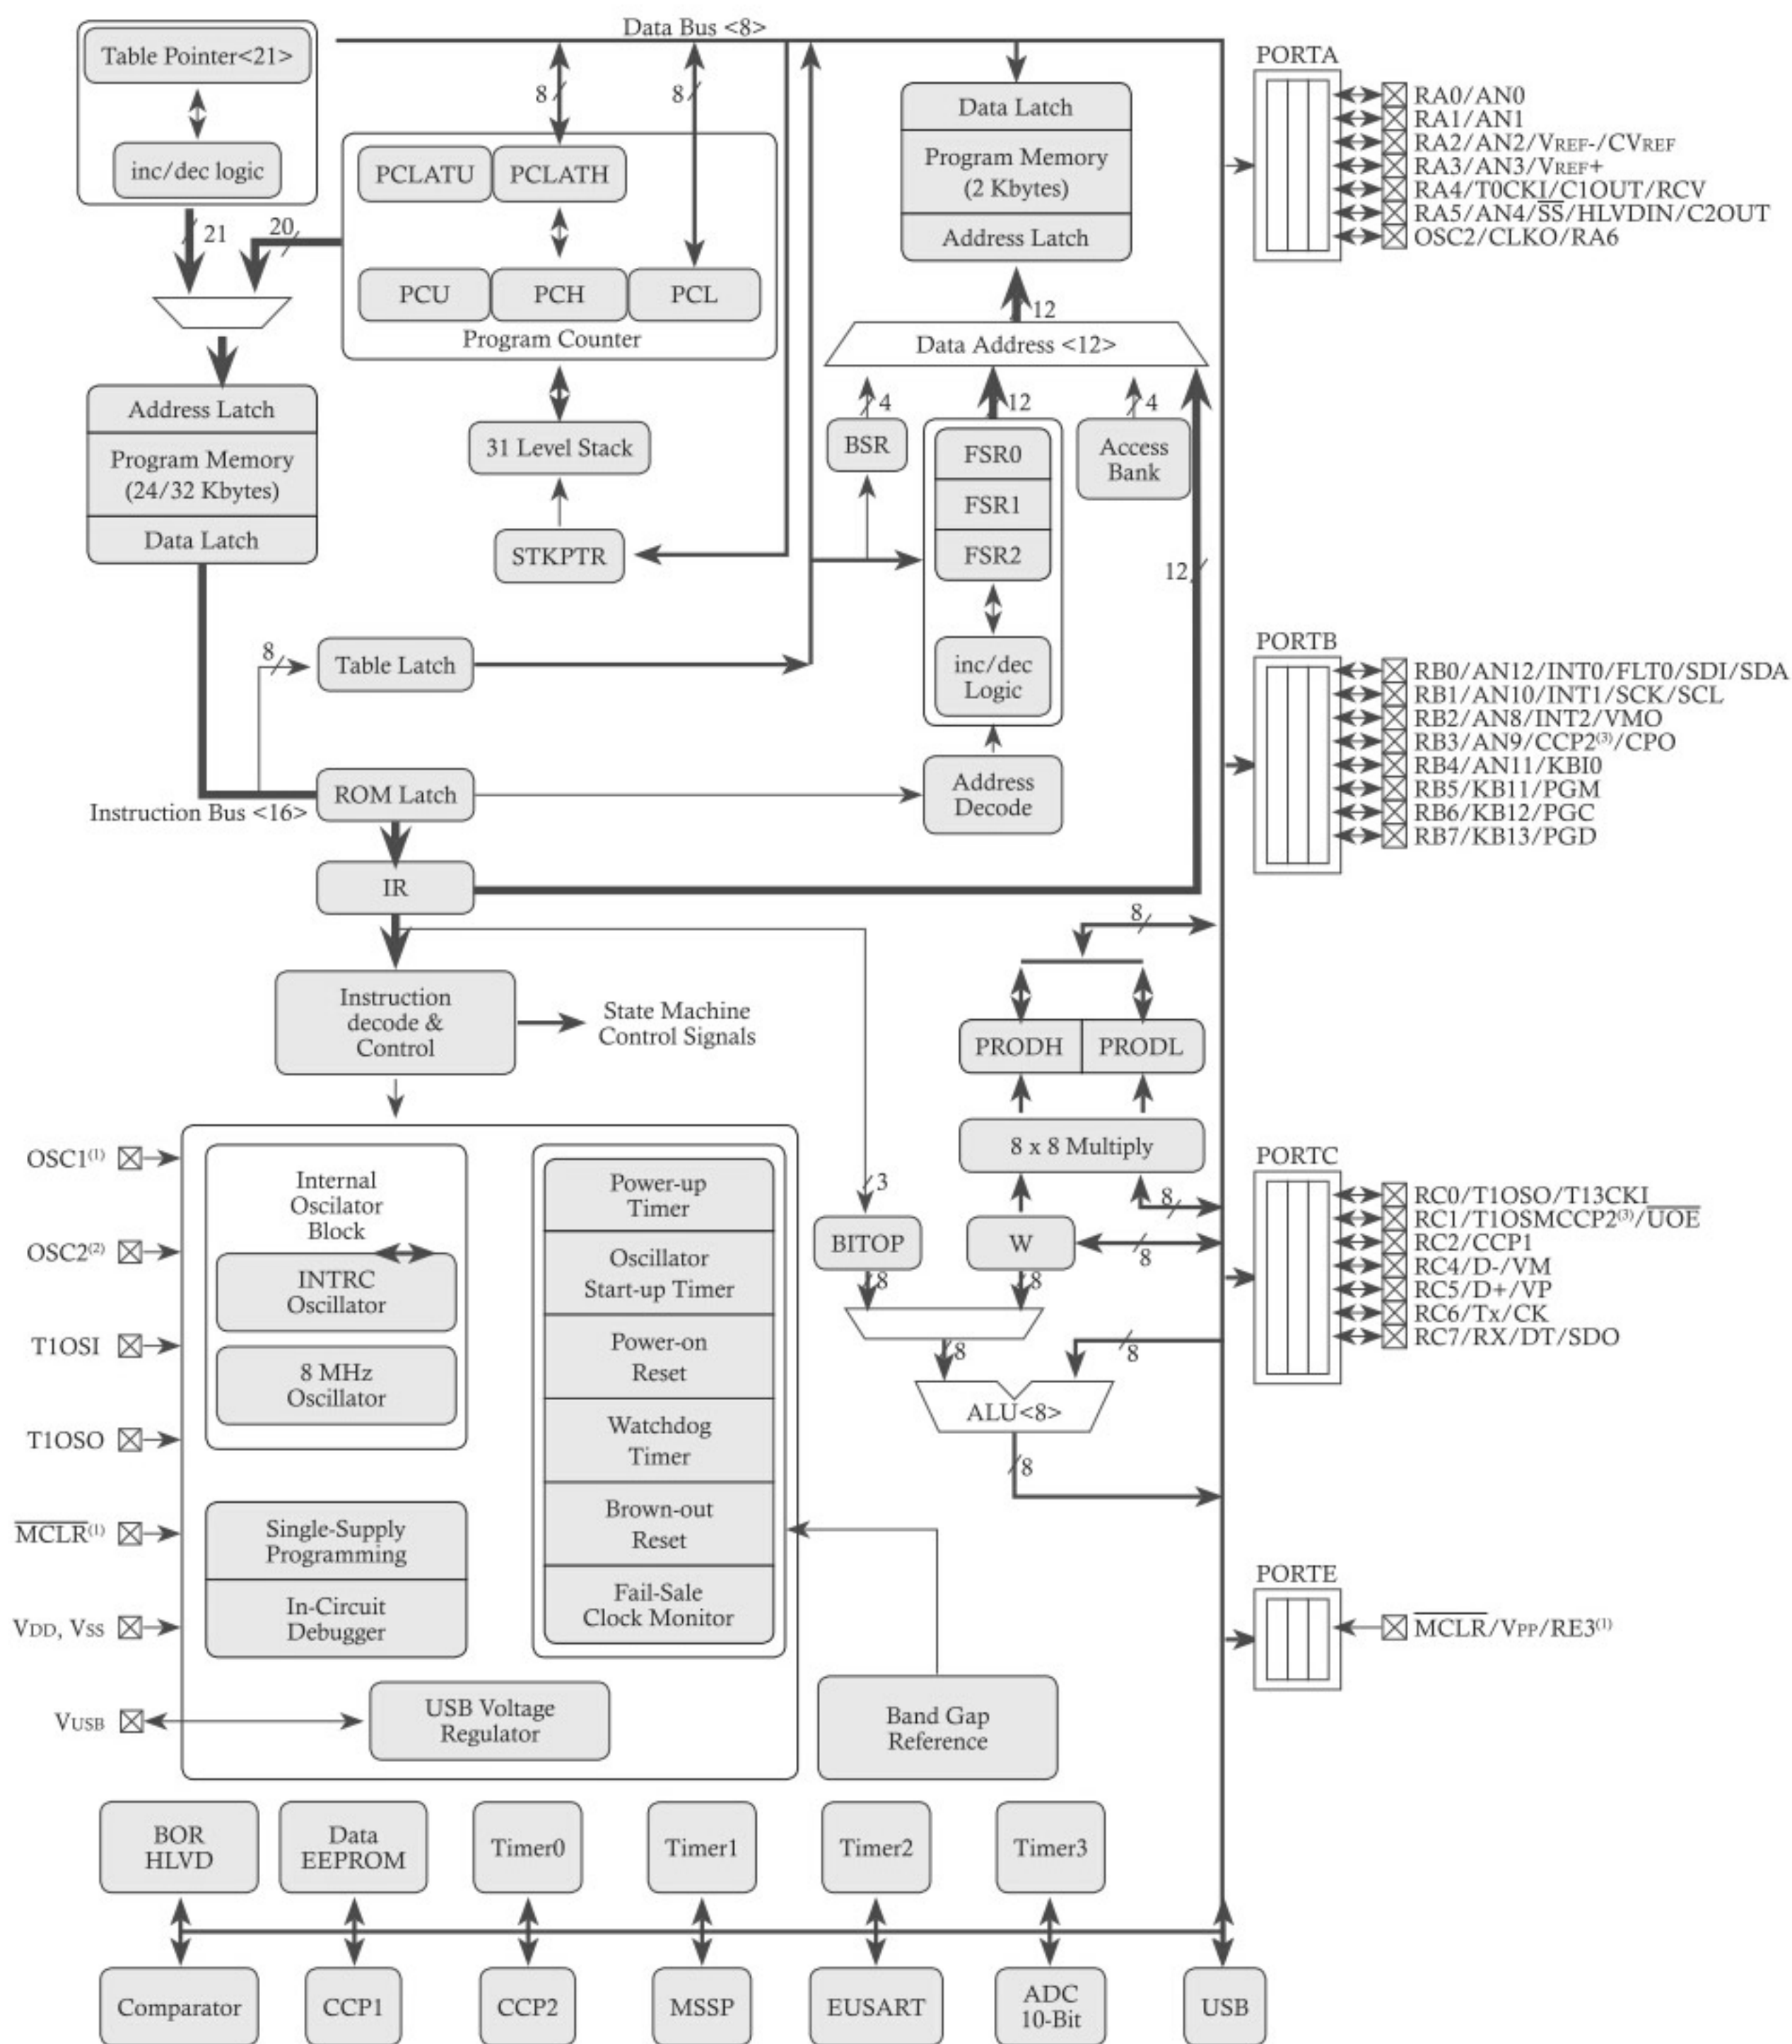 Data Bus <8>
Table Pointer<21>
inc/dec logic
21
20
8
8
PCLATU
PCLATH
PCU
PCH
PCL
Program Counter
31 Level Stack
STKPTR
Address Latch
Program Memory
(24/32 Kbytes)
Data Latch
Data Latch
Program Memory
(2 Kbytes)
Address Latch
12
Data Address <12>
4
12
4
BSR
FSR0
FSR1
FSR2
inc/dec
Logic
Access
Bank
12
8
Table Latch
ROM Latch
Instruction Bus <16>
Address
Decode
IR
Instruction
decode &
Control
State Machine
Control Signals
8
PRODH
PRODL
8 x 8 Multiply
3
8
BITOP
W
8
8
8
8
8
ALU<8>
8
OSC1(1)
OSC2(2)
T1OSI
T1OSO
MCLR(1)
VDD, VSS
VUSB
Internal
Oscilator
Block
INTRC
Oscillator
8 MHz
Oscillator
Single-Supply
Programming
In-Circuit
Debugger
USB Voltage
Regulator
Power-up
Timer
Oscillator
Start-up Timer
Power-on
Reset
Watchdog
Timer
Brown-out
Reset
Fail-Sale
Clock Monitor
Band Gap
Reference
PORTA
RA0/AN0
RA1/AN1
RA2/AN2/VREF-/CVREF
RA3/AN3/VREF+
RA4/T0CKI/C1OUT/RCV
RA5/AN4/SS/HLVDIN/C2OUT
OSC2/CLKO/RA6
PORTB
RB0/AN12/INT0/FLT0/SDI/SDA
RB1/AN10/INT1/SCK/SCL
RB2/AN8/INT2/VMO
RB3/AN9/CCP2(3)/CPO
RB4/AN11/KBI0
RB5/KB11/PGM
RB6/KB12/PGC
RB7/KB13/PGD
PORTC
RC0/T1OSO/T13CKI
RC1/T1OSMCCP2(3)/UOE
RC2/CCP1
RC4/D-/VM
RC5/D+/VP
RC6/Tx/CK
RC7/RX/DT/SDO
PORTE
MCLR/VPP/RE3(1)
BOR
HLVD
Data
EEPROM
Timer0
Timer1
Timer2
Timer3
Comparator
CCP1
CCP2
MSSP
EUSART
ADC
10-Bit
USB